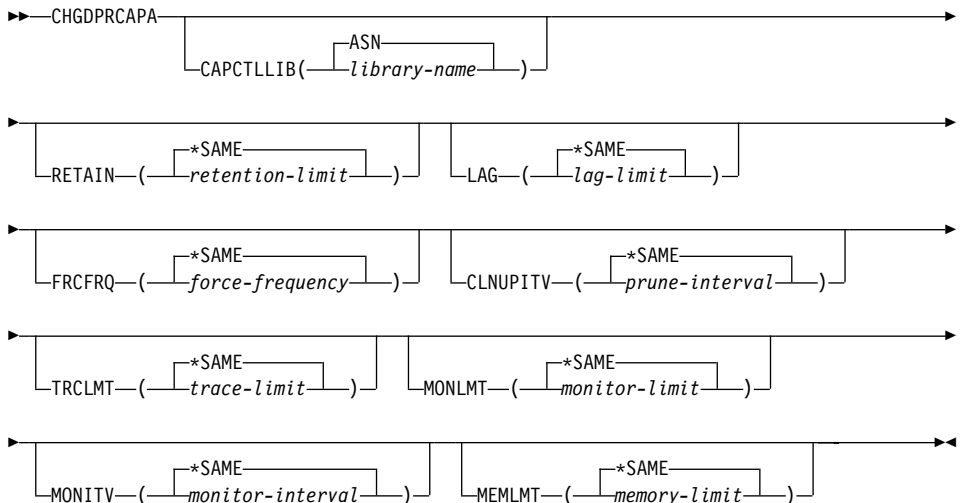 CHGDPRCAPA
ASN
CAPCTLLIB( library-name )
*SAME *SAME
RETAIN ( retention-limit ) LAG ( lag-limit )
*SAME *SAME
FRCFRQ ( force-frequency ) CLNUPITV ( prune-interval )
*SAME *SAME
TRCLMT ( trace-limit ) MONLMT ( monitor-limit )
*SAME *SAME
MONITV ( monitor-interval ) MEMLMT ( memory-limit )